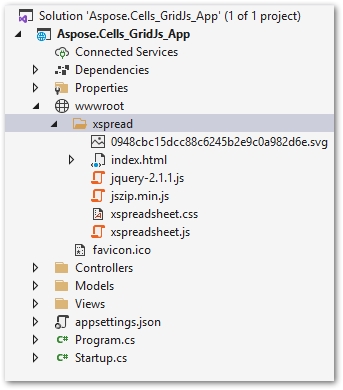 Solution 'Aspose.Cells_GridJs_App' (1 of 1 project)
Aspose.Cells_GridJs_App
Connected Services
Dependencies
Properties
wwwroot
xspread
0948cbc15dcc88c6245b2e9c0a982d6e.svg
index.html
jquery-2.1.1.js
jszip.min.js
xspreadsheet.css
xspreadsheet.js
favicon.ico
Controllers
Models
Views
appsettings.json
C# Program.cs
C# Startup.cs